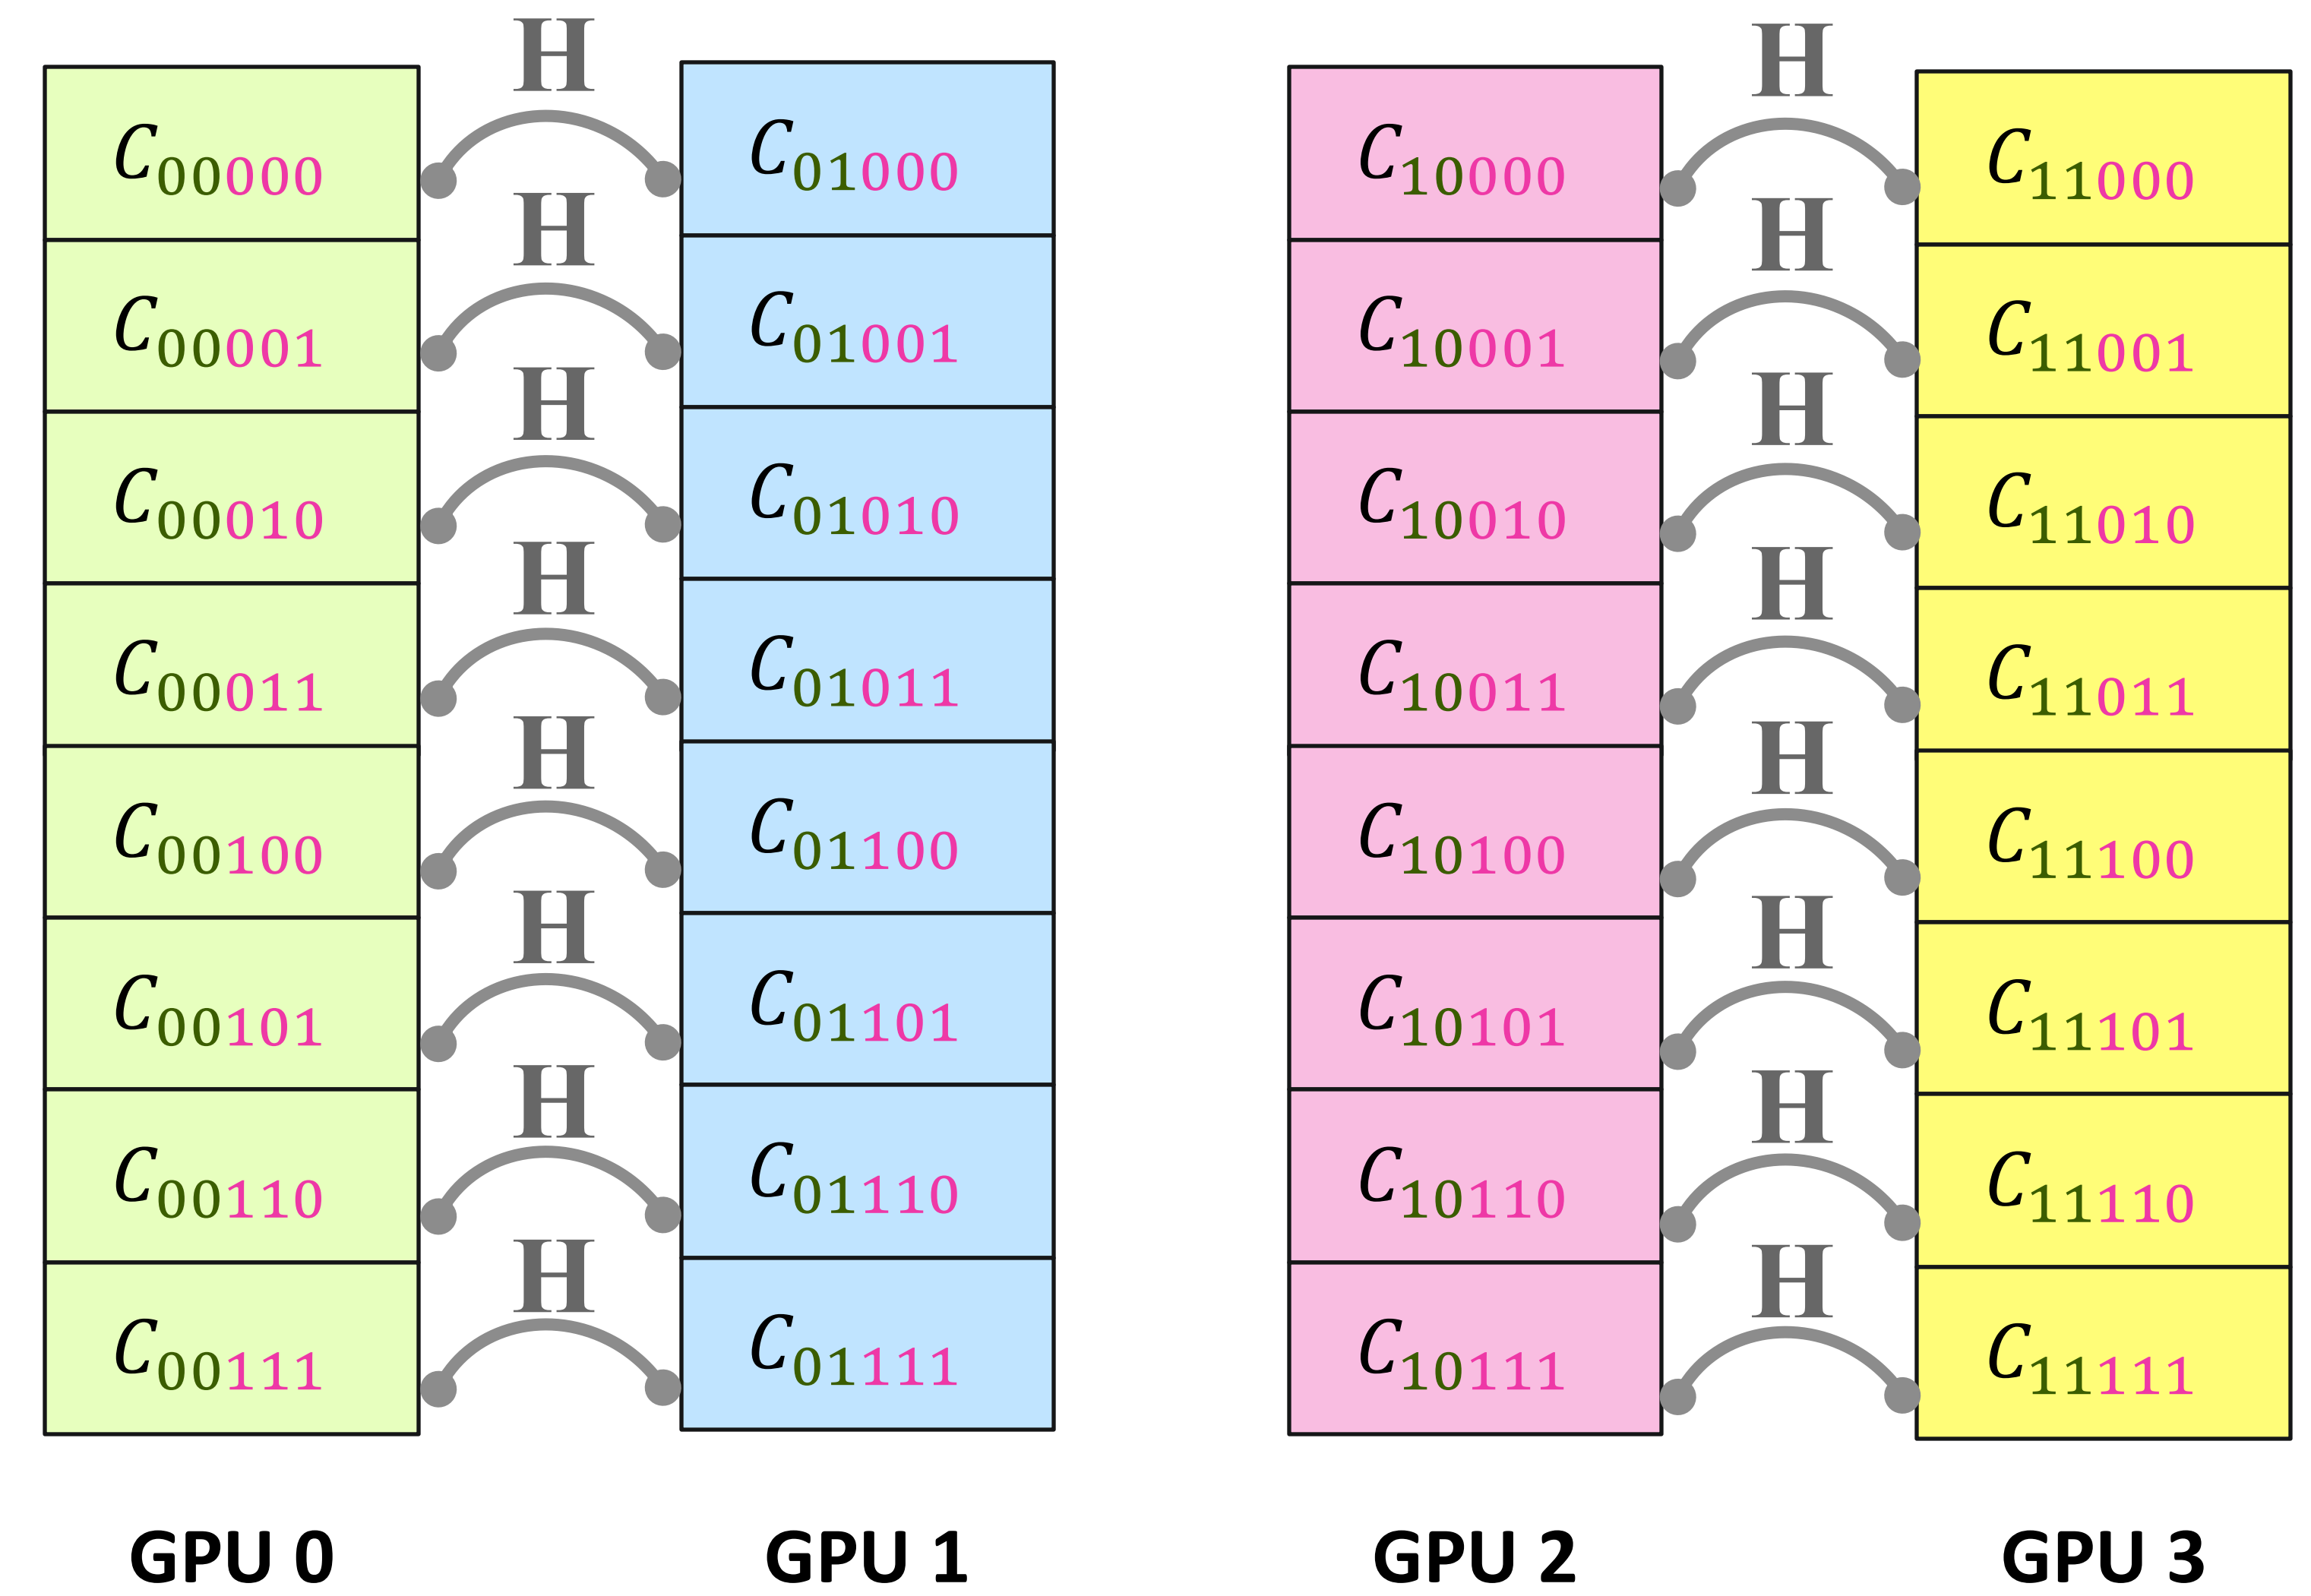 H H
C00000 C01000 C10000 C11000
H H
C00001 C01001 C10001 C11001
H H
C00010 C01010 C10010 C11010
H H
C00011 C01011 C10011 C11011
H H
C00100 C01100 C10100 C11100
H H
C00101 C01101 C10101 C11101
H H
C00110 C01110 C10110 C11110
H H
C00111 C01111 C10111 C11111
GPU 0 GPU 1 GPU 2 GPU 3